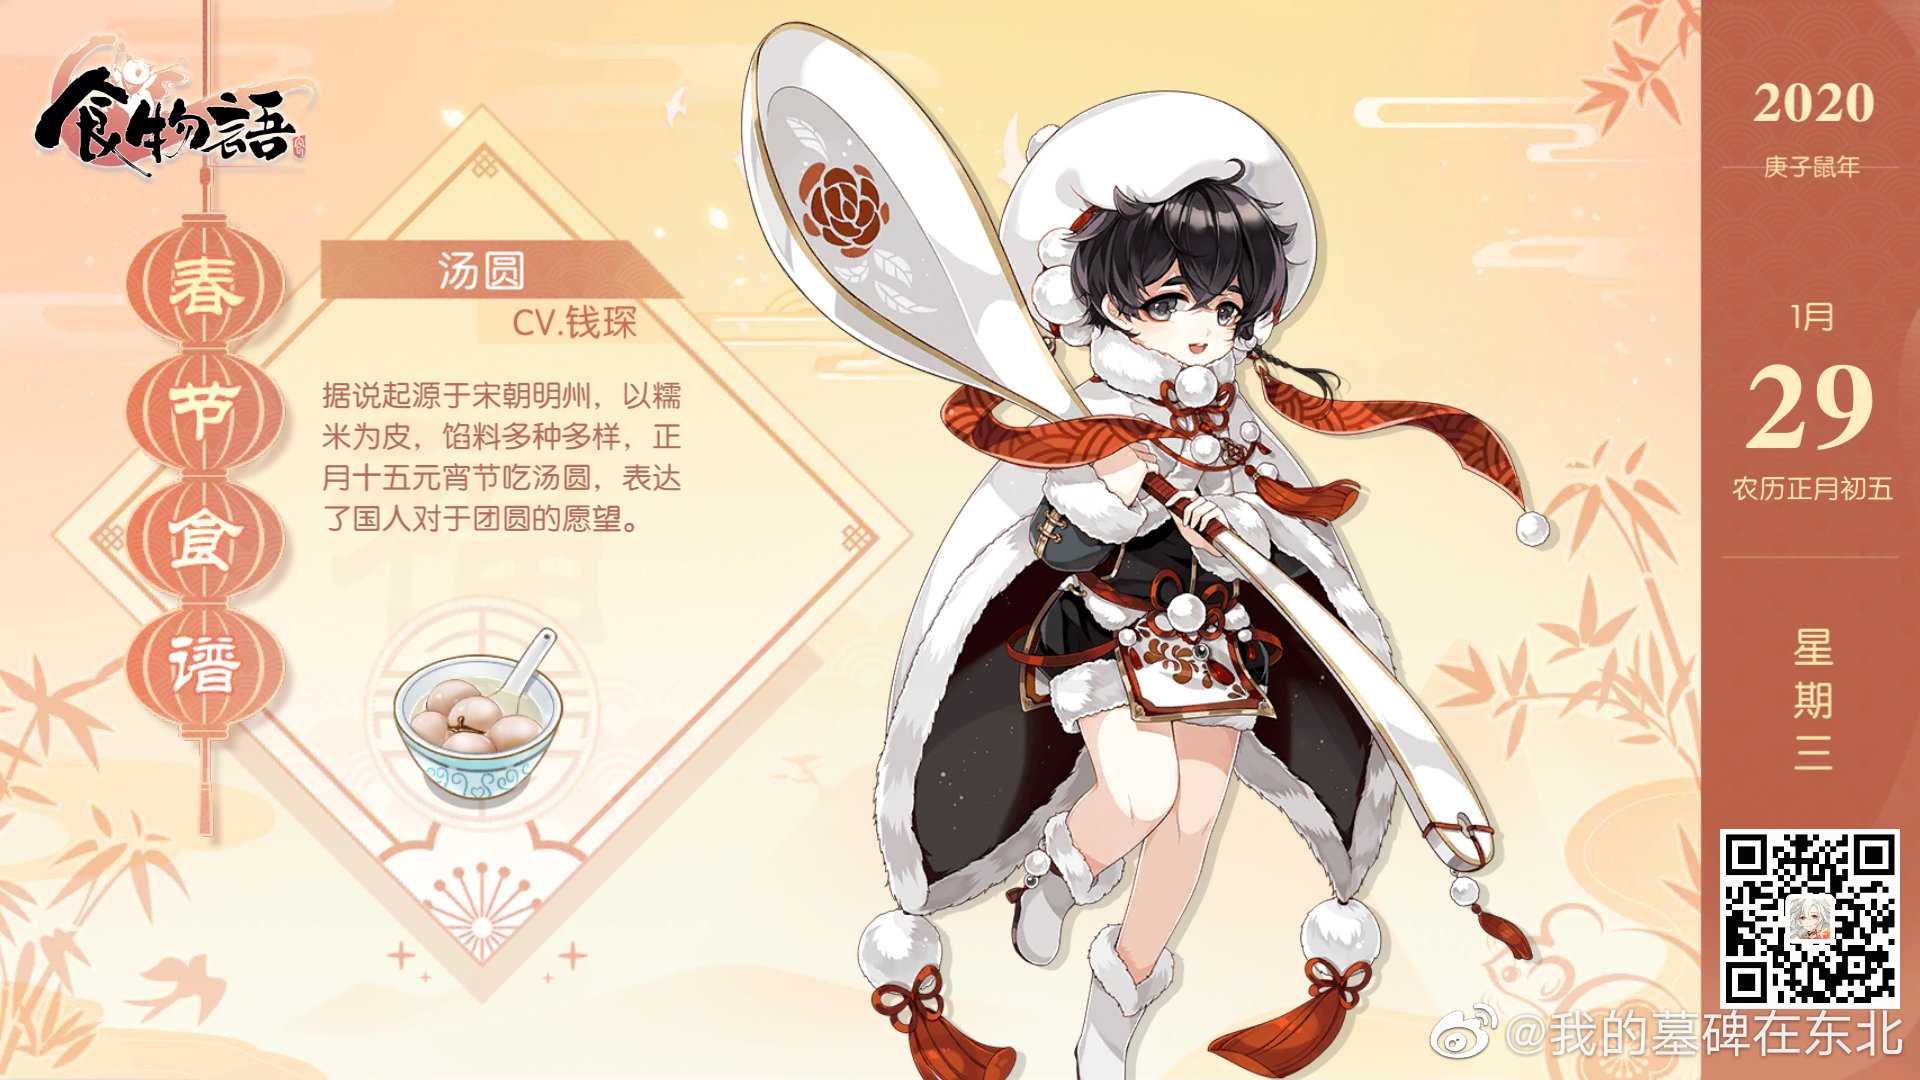 食物語
春节食谱
汤圆
CV.钱琛
据说起源于宋朝明州，以糯
米为皮，馅料多种多样，正
月十五元宵节吃汤圆，表达
了国人对于团圆的愿望。
2020
庚子鼠年
1月
29
农历正月初五
星期三
@我的墓碑在东北